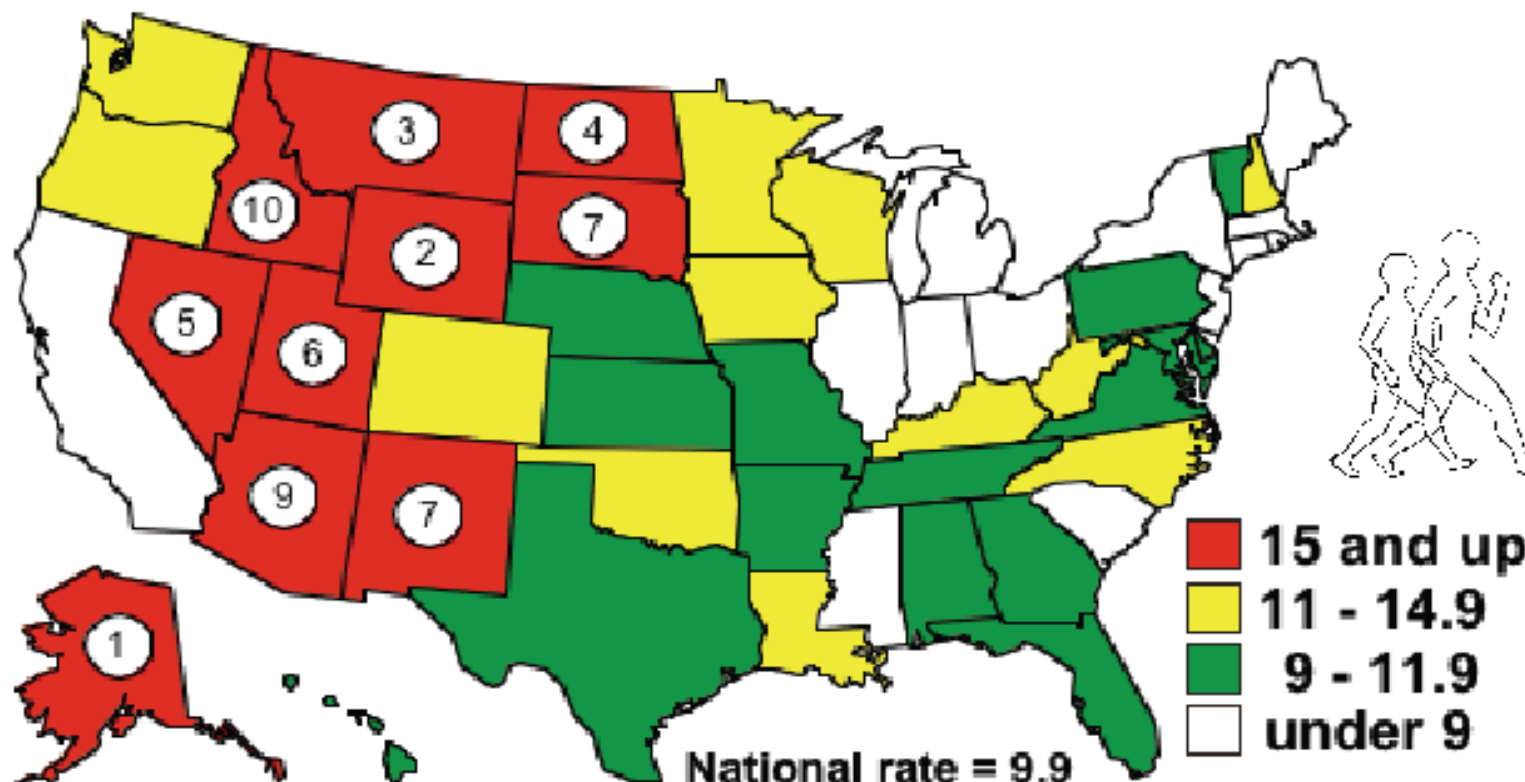 3
4
10
7
2
5
6
9
7
1
15 and up
11 - 14.9
9 - 11.9
under 9
National rate = 9.9